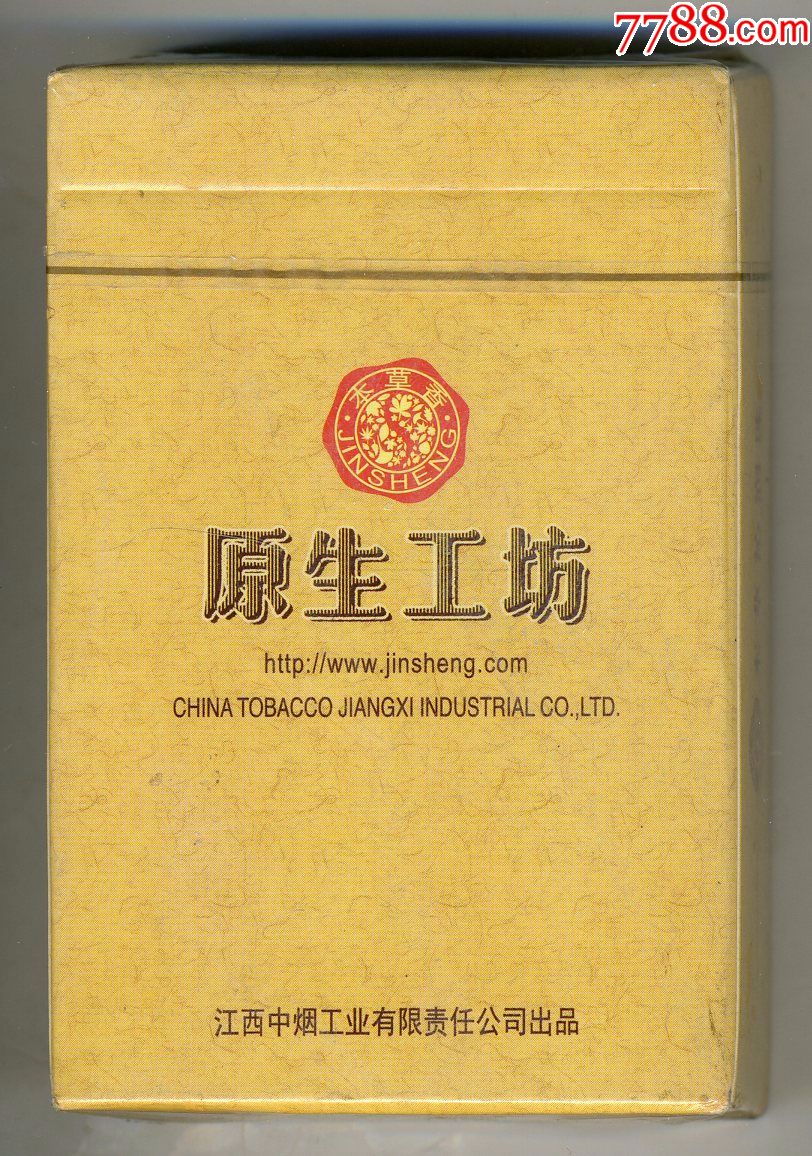 7788.com
本草香
·JINSHENG·
原生工坊
http://www.jinsheng.com
CHINA TOBACCO JIANGXI INDUSTRIAL CO.,LTD.
江西中烟工业有限责任公司出品